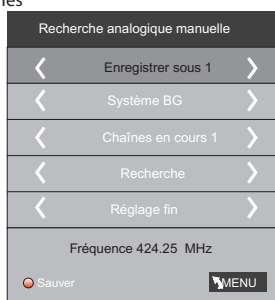 Recherche analogique manuelle
Enregistrer sous 1
Système BG
Chaînes en cours 1
Recherche
Réglage fin
Fréquence 424.25 MHz
Sauver MENU